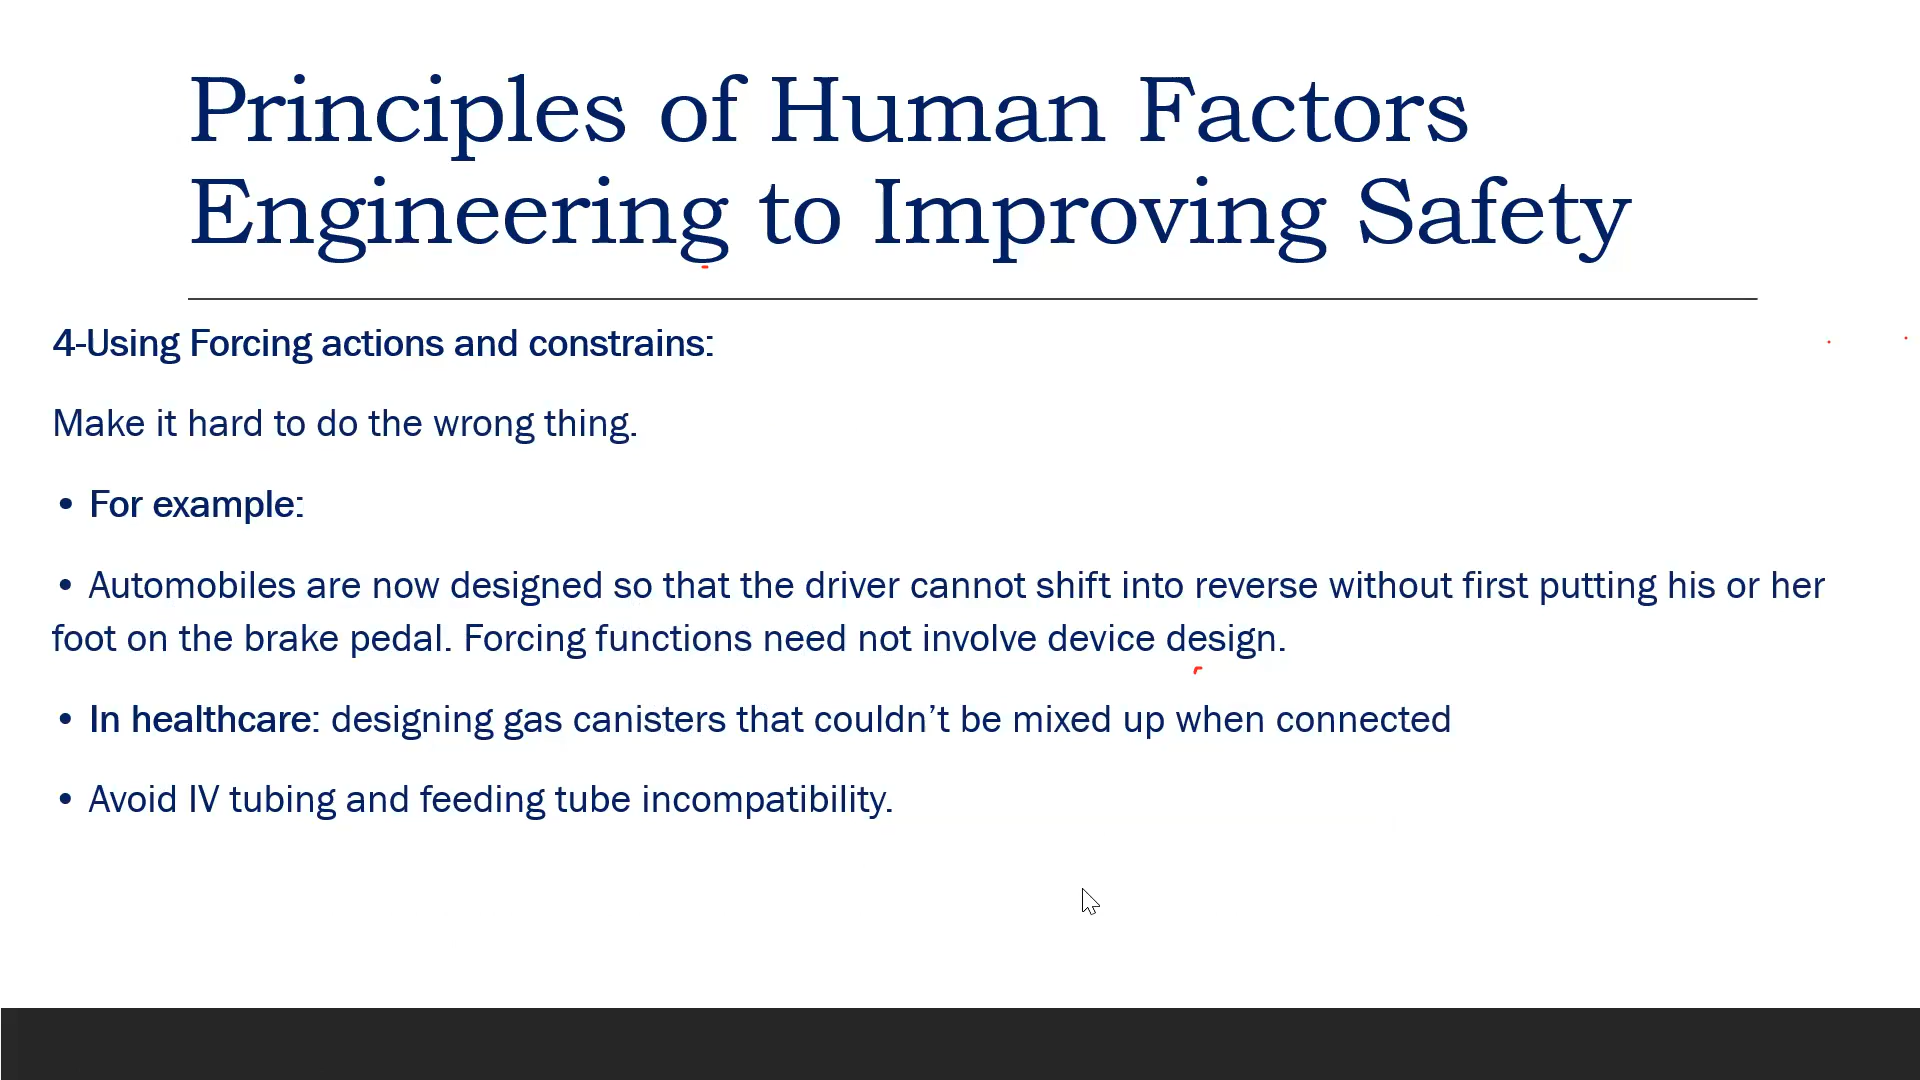 Principles of Human Factors
Engineering to Improving Safety
4-Using Forcing actions and constrains:
Make it hard to do the wrong thing.
• For example:
• Automobiles are now designed so that the driver cannot shift into reverse without first putting his or her
foot on the brake pedal. Forcing functions need not involve device design.
• In healthcare: designing gas canisters that couldn’t be mixed up when connected
• Avoid IV tubing and feeding tube incompatibility.